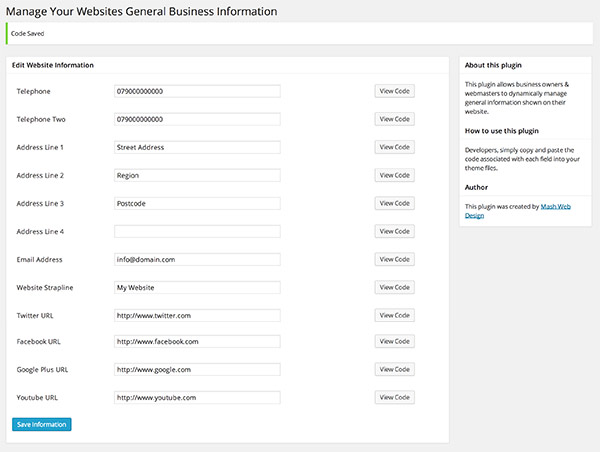 Manage Your Websites General Business Information
Code Saved
Edit Website Information
Telephone 079000000000 View Code
Telephone Two 079000000000 View Code
Address Line 1 Street Address View Code
Address Line 2 Region View Code
Address Line 3 Postcode View Code
Address Line 4 View Code
Email Address info@domain.com View Code
Website Strapline My Website View Code
Twitter URL http://www.twitter.com View Code
Facebook URL http://www.facebook.com View Code
Google Plus URL http://www.google.com View Code
Youtube URL http://www.youtube.com View Code
Save Information
About this plugin
This plugin allows business owners &
webmasters to dynamically manage
general information shown on their
website.
How to use this plugin
Developers, simply copy and paste the
code associated with each field into your
theme files.
Author
This plugin was created by Mash Web
Design